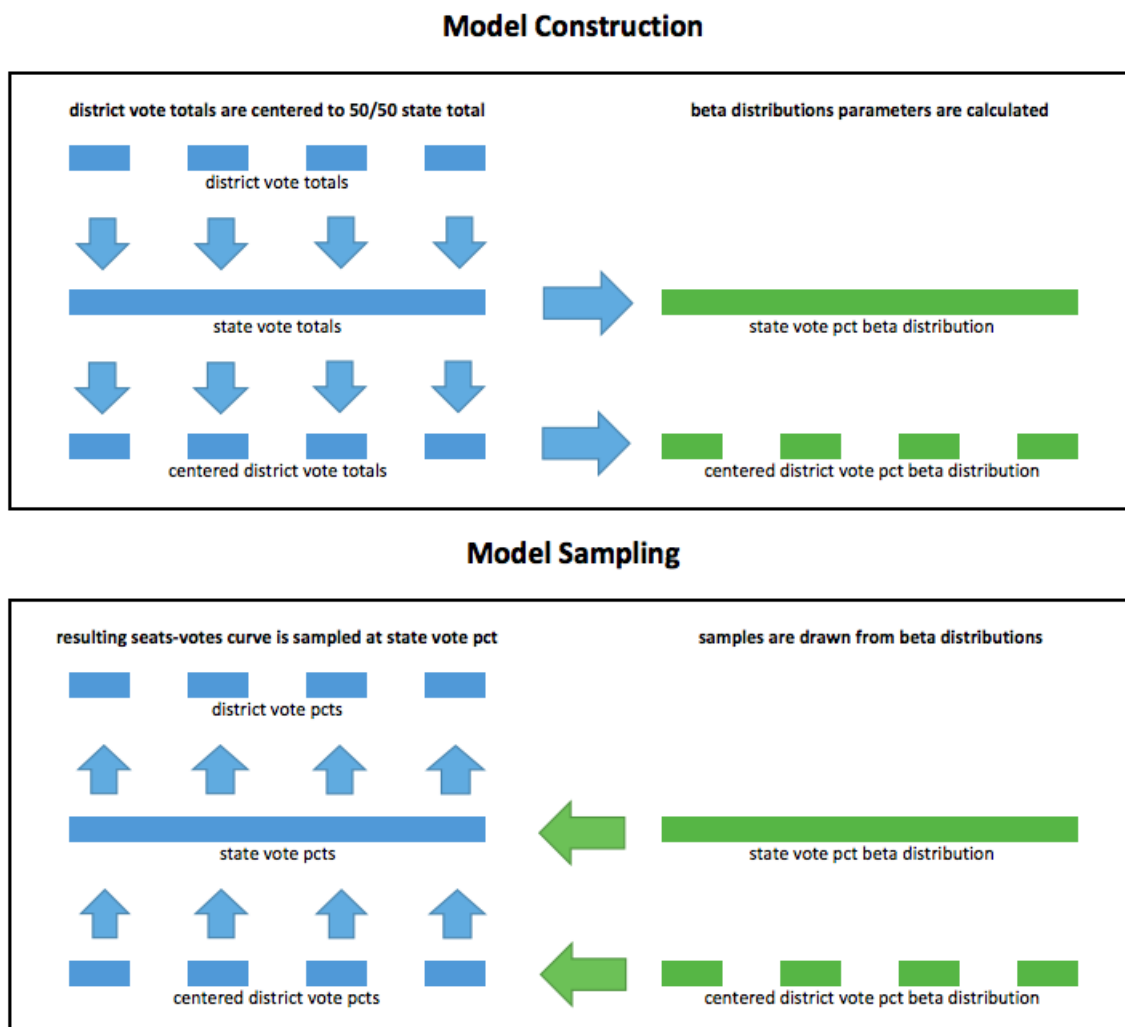 Model Construction
district vote totals are centered to 50/50 state total
beta distributions parameters are calculated
district vote totals
state vote totals
state vote pct beta distribution
centered district vote totals
centered district vote pct beta distribution
Model Sampling
resulting seats-votes curve is sampled at state vote pct
samples are drawn from beta distributions
district vote pcts
state vote pcts
state vote pct beta distribution
centered district vote pcts
centered district vote pct beta distribution